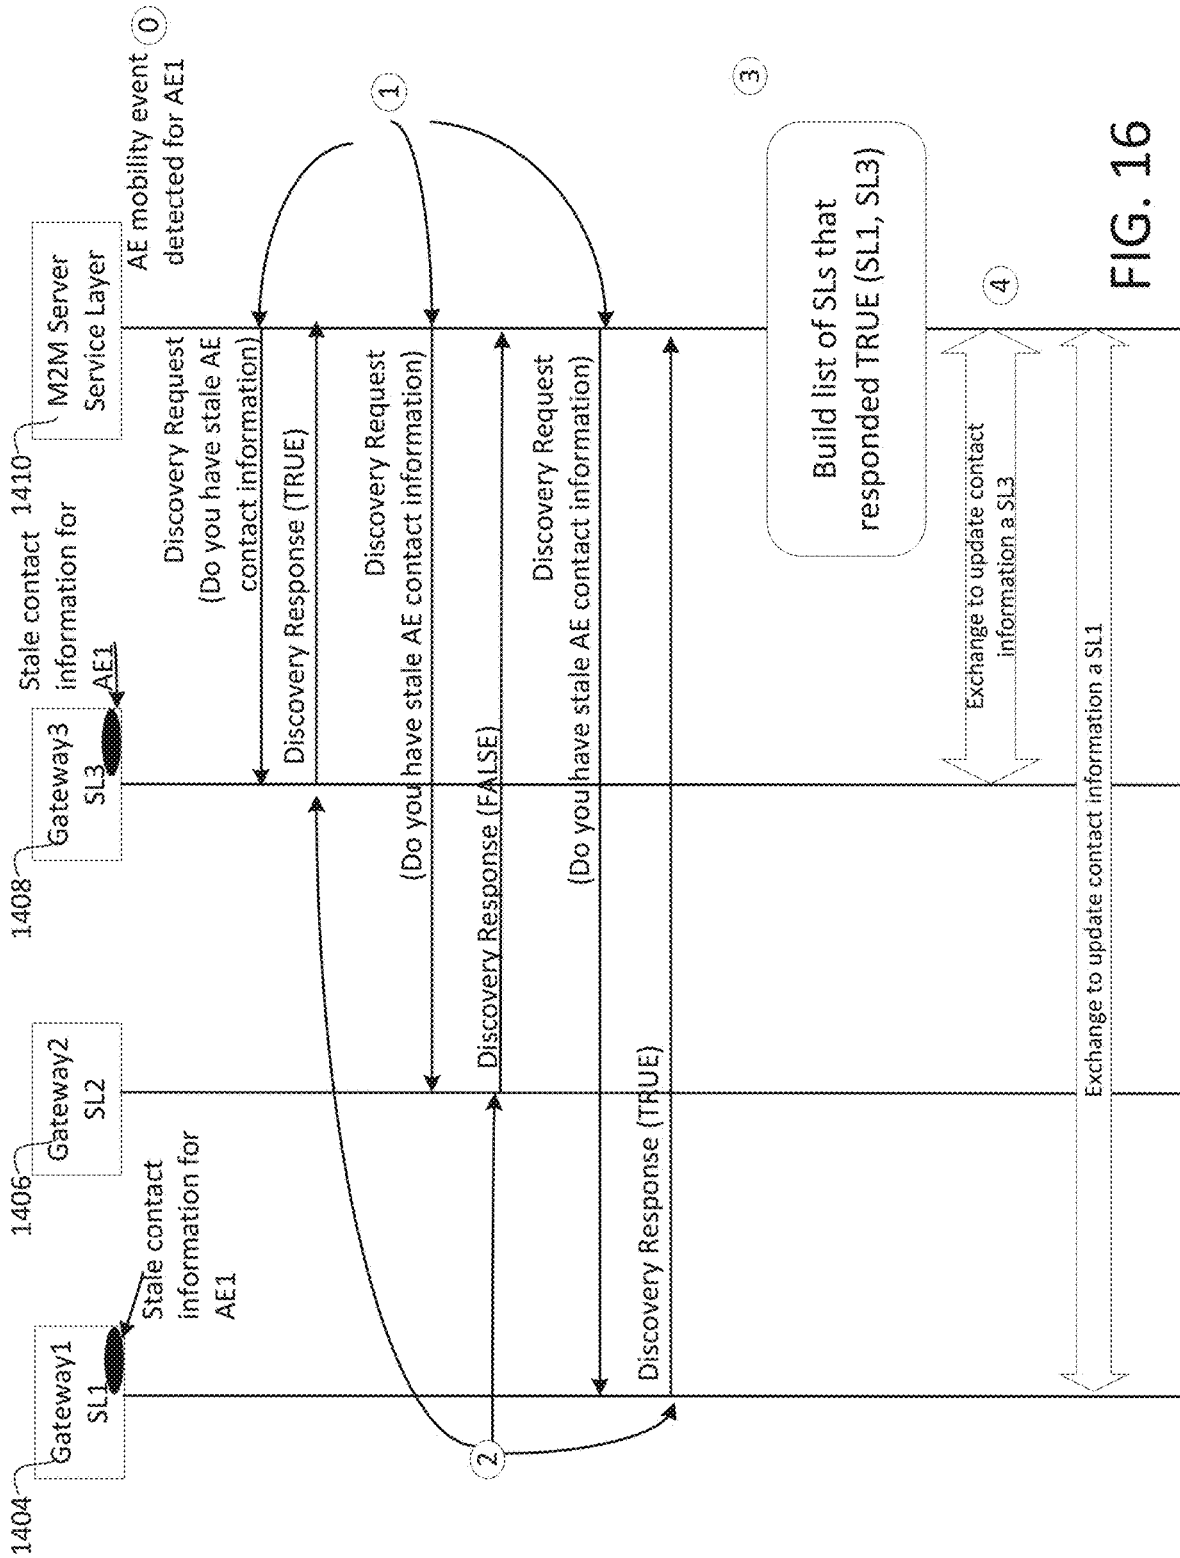 1404
Gateway1
SL1
Stale contact
information for
AE1
1406
Gateway2
SL2
1408
Gateway3
SL3
Stale contact
information for
AE1
1410
M2M Server
Service Layer
AE mobility event
detected for AE1
0
Discovery Request
(Do you have stale AE
contact information)
1
Discovery Response (TRUE)
Discovery Request
(Do you have stale AE contact information)
2
Discovery Response (FALSE)
Discovery Request
(Do you have stale AE contact information)
Discovery Response (TRUE)
3
Build list of SLs that
responded TRUE (SL1, SL3)
Exchange to update contact
information a SL3
4
Exchange to update contact information a SL1
FIG. 16